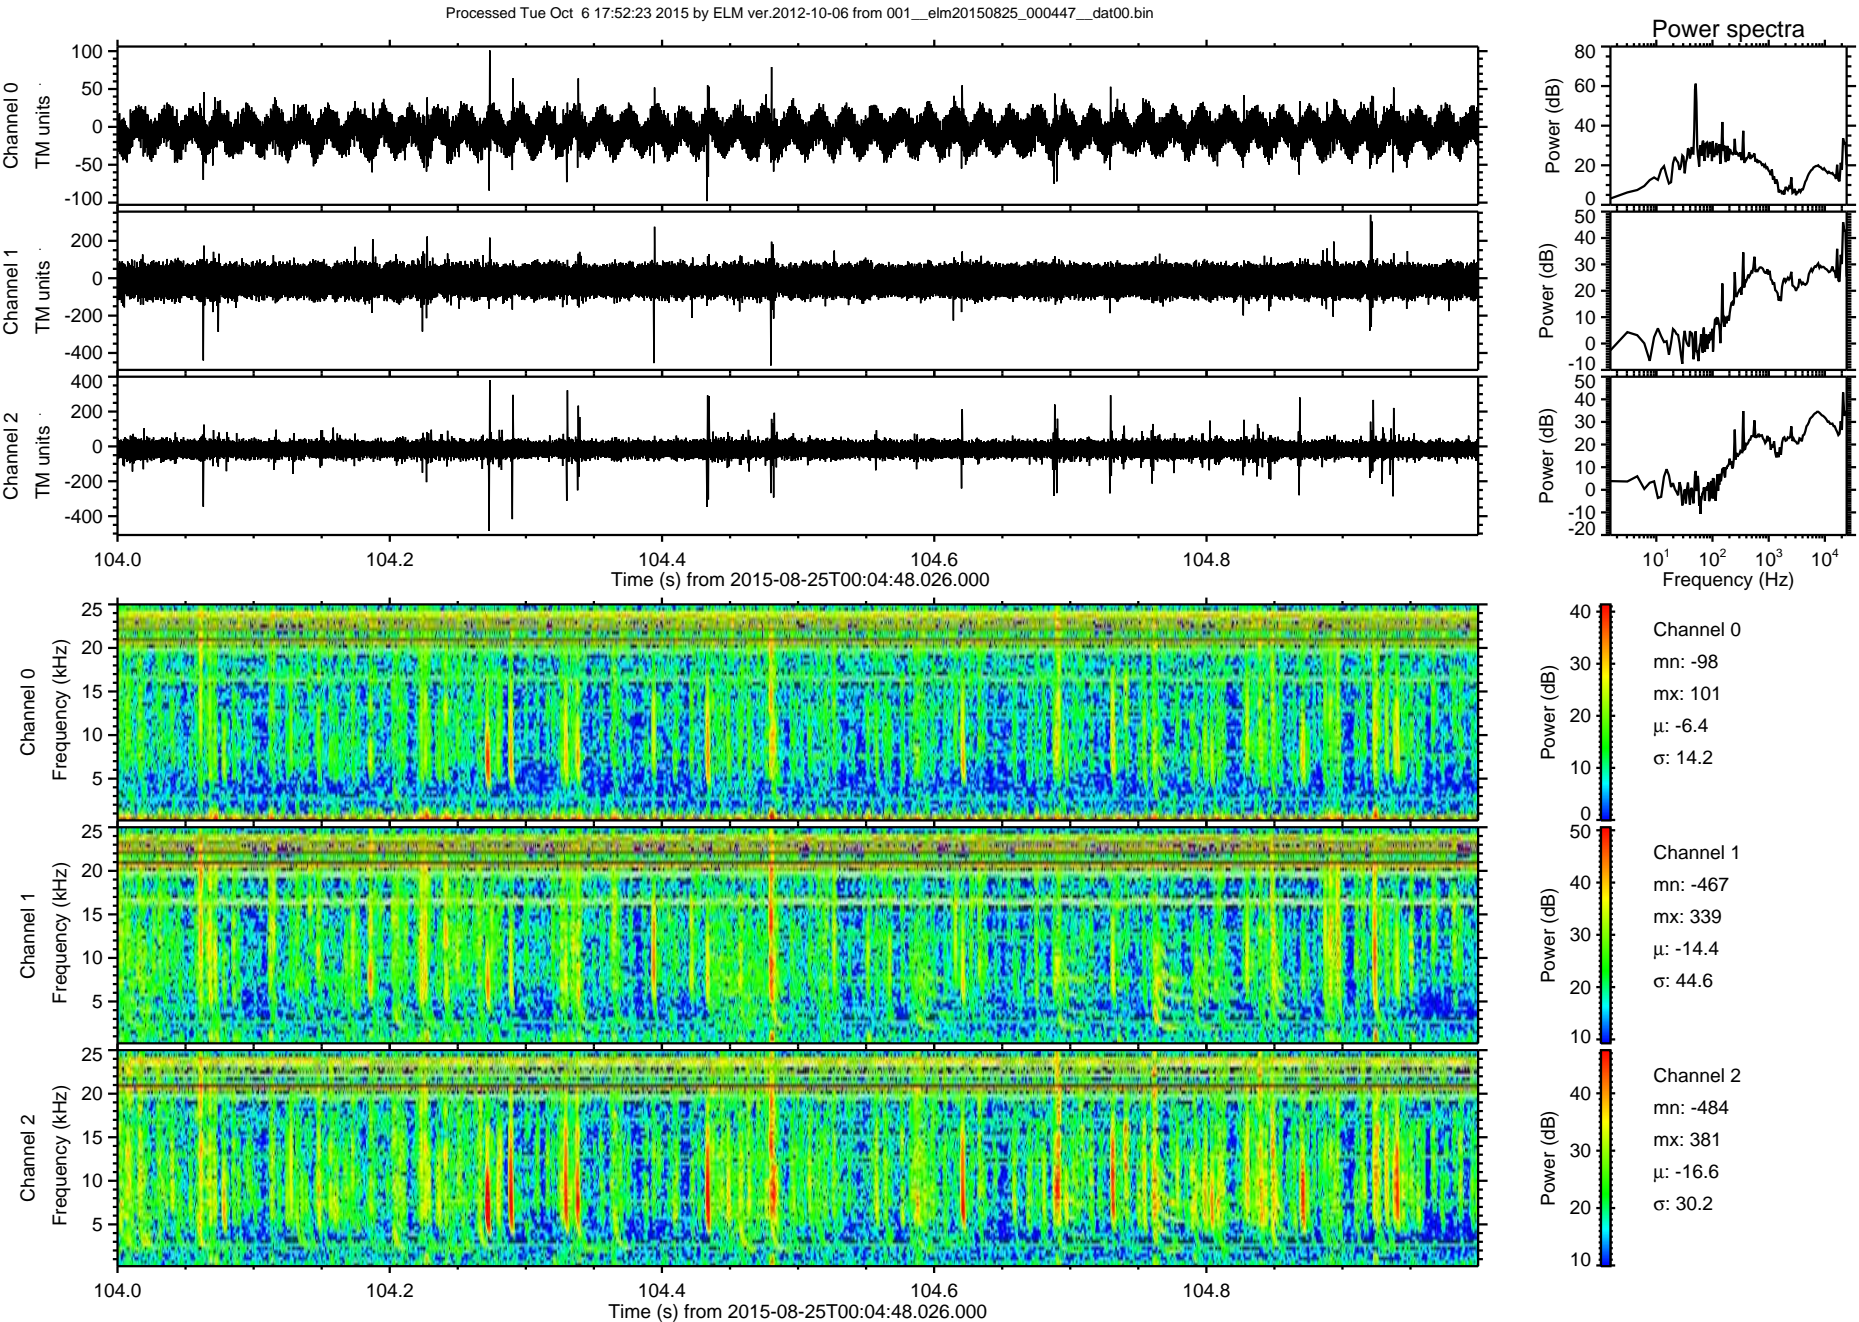 Processed Tue Oct  6 17:52:23 2015 by ELM ver.2012-10-06 from 001__elm20150825_000447__dat00.bin
Power spectra
Channel 0
TM units
100
50
0
-50
-100
Power (dB)
80
60
40
20
0
Channel 1
TM units
200
0
-200
-400
Power (dB)
50
40
30
20
10
0
-10
Channel 2
TM units
400
200
0
-200
-400
Power (dB)
50
40
30
20
10
0
-10
-20
104.0 104.2 104.4 104.6 104.8
Time (s) from 2015-08-25T00:04:48.026.000
10¹ 10² 10³ 10⁴
Frequency (Hz)
Channel 0
Frequency (kHz)
25
20
15
10
5
Power (dB)
40
30
20
10
0
Channel 0
mn: -98
mx: 101
μ: -6.4
σ: 14.2
Channel 1
Frequency (kHz)
25
20
15
10
5
Power (dB)
50
40
30
20
10
Channel 1
mn: -467
mx: 339
μ: -14.4
σ: 44.6
Channel 2
Frequency (kHz)
25
20
15
10
5
Power (dB)
40
30
20
10
Channel 2
mn: -484
mx: 381
μ: -16.6
σ: 30.2
104.0 104.2 104.4 104.6 104.8
Time (s) from 2015-08-25T00:04:48.026.000